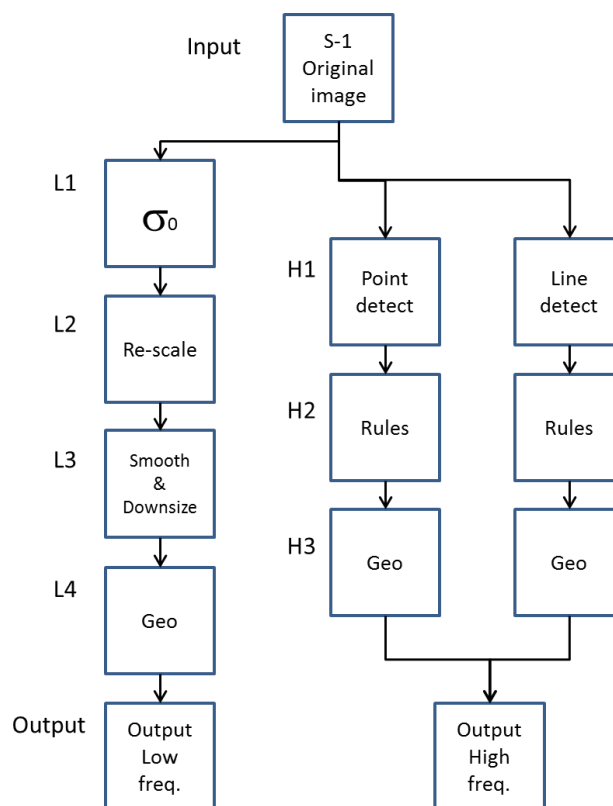 Input
S-1
Original
image
L1
σ0
L2
Re-scale
L3
Smooth
&
Downsize
L4
Geo
Output
Output
Low
freq.
H1
Point
detect
Line
detect
H2
Rules
Rules
H3
Geo
Geo
Output
High
freq.